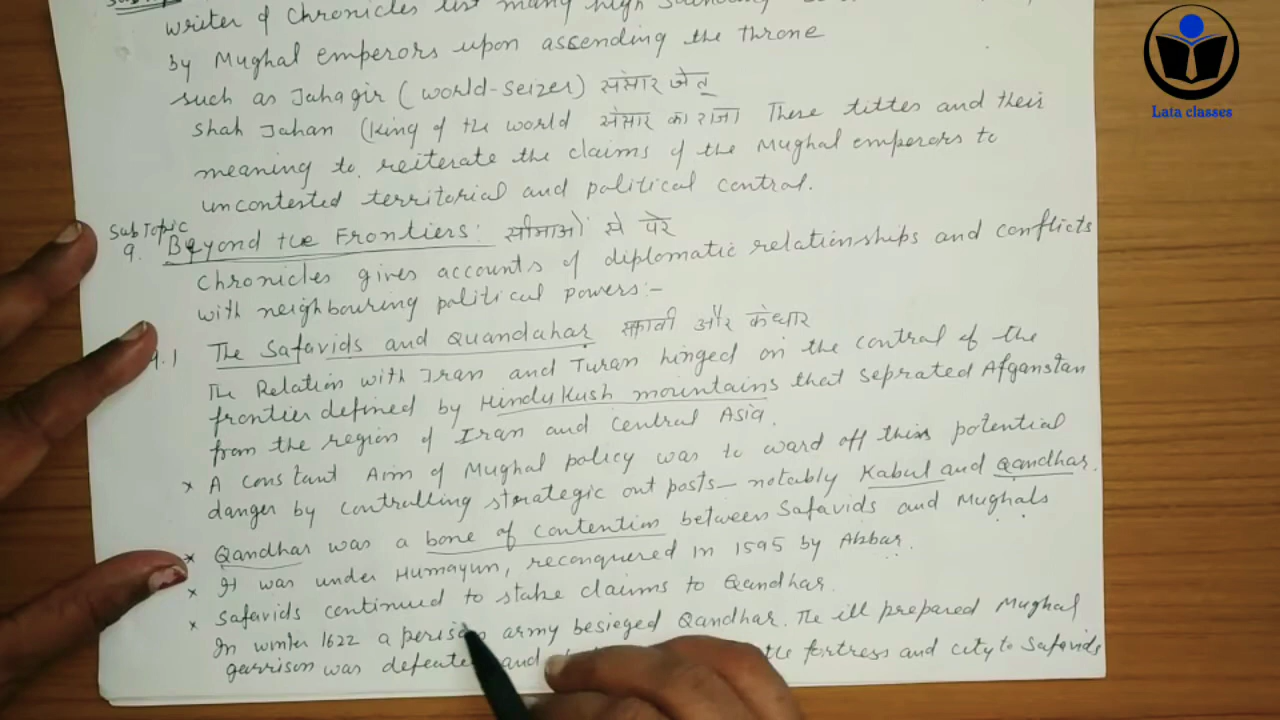 writer of Chronicles list many high
by Mughal emperors upon ascending the throne
such as Jahagir (world-seizer) संसार जेतृ
Shah Jahan (King of the world संसार का राजा These tittes and their
meaning to reiterate the claims of the Mughal emperors to
uncontested territorial and political control.
Sub Topic
9. Beyond the Frontiers: सीमाओं से परे
Chronicles gives accounts of diplomatic relationships and conflicts
with neighbouring political powers:-
9.1 The Safavids and Quandahar सफ़ावी और कंधार
The Relation with Iran and Turan hinged on the control of the
frontier defined by Hindu Kush mountains that seprated Afganstan
from the region of Iran and Central Asia.
× A constant Aim of Mughal policy was to ward off this potential
danger by controlling strategic out posts- notably Kabul and Qandhar.
× Qandhar was a bone of contention between Safavids and Mughals
× It was under Humayun, reconquered in 1595 by Akbar.
× Safavids continued to stake claims to Qandhar.
In winter 1622 a army besieged Qandhar. The ill prepared Mughal
garrison was defeated and the fortress and city to Safavids
Lata classes